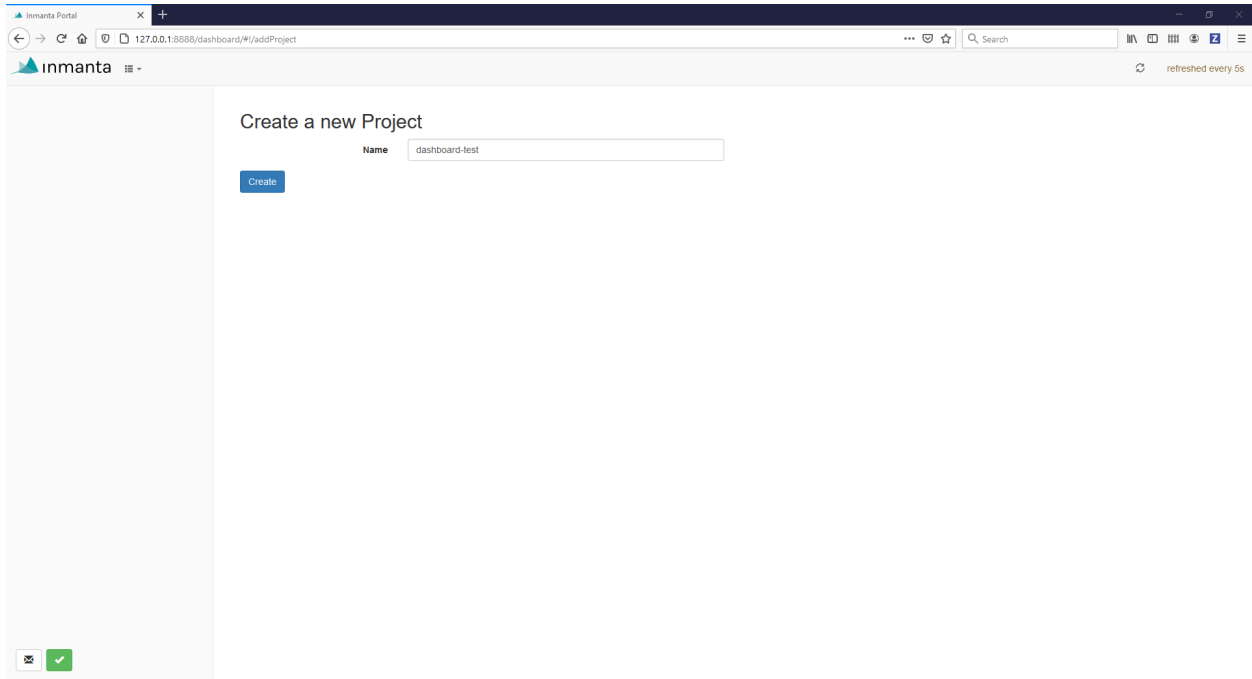 Inmanta Portal
127.0.0.1:8888/dashboard/#!/addProject
Search
inmanta
refreshed every 5s
Create a new Project
Name
dashboard-test
Create